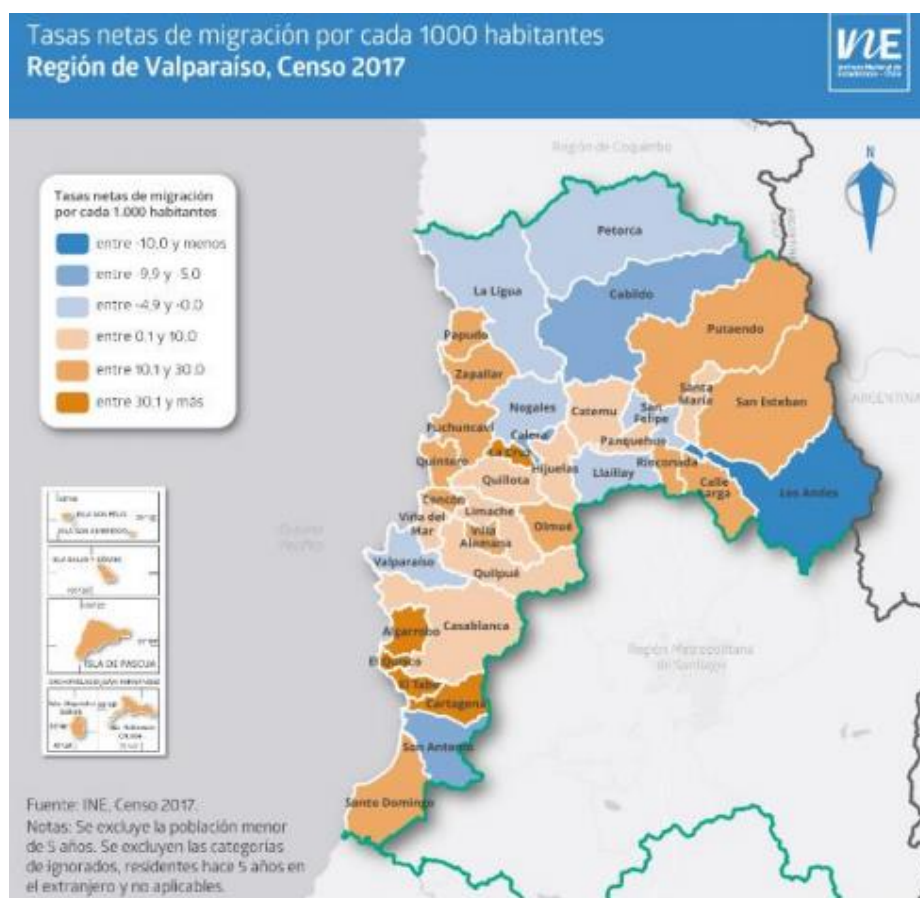 Tasas netas de migración por cada 1000 habitantes
Región de Valparaíso, Censo 2017
INE
Tasas netas de migración
por cada 1.000 habitantes
entre -10,0 y menos
entre -9,9 y -5,0
entre -4,9 y -0,0
entre 0,1 y 10,0
entre 10,1 y 30,0
entre 30,1 y más
Región de Coquimbo
N
Petorca
La Ligua
Cabildo
Putaendo
Papudo
Zapallar
Santa
María
San Esteban
ARGENTINA
Nogales
Catemu
San
Felipe
Puchuncaví
Calera
Panquehue
La Cruz
Quintero
Hijuelas
Rinconada
Llaillay
Quillota
Calle
Larga
Los Andes
Concón
Limache
Viña del
Mar
Villa
Alemana
Olmué
Valparaíso
Quilpué
Casablanca
Algarrobo
El Quisco
El Tabo
Cartagena
San Antonio
Santo Domingo
Región Metropolitana
de Santiago
ISLA SAN FÉLIX
ISLA SAN AMBROSIO
ISLA DE PASCUA
Fuente: INE, Censo 2017.
Notas: Se excluye la población menor
de 5 años. Se excluyen las categorías
de ignorados, residentes hace 5 años en
el extranjero y no aplicables.